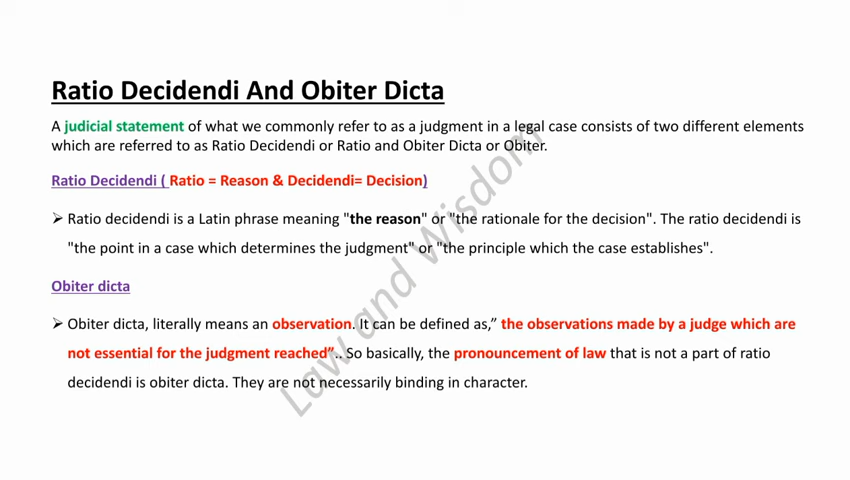 Ratio Decidendi And Obiter Dicta
A judicial statement of what we commonly refer to as a judgment in a legal case consists of two different elements
which are referred to as Ratio Decidendi or Ratio and Obiter Dicta or Obiter.
Ratio Decidendi ( Ratio = Reason & Decidendi= Decision)
➢ Ratio decidendi is a Latin phrase meaning "the reason" or "the rationale for the decision". The ratio decidendi is
"the point in a case which determines the judgment" or "the principle which the case establishes".
Obiter dicta
➢ Obiter dicta, literally means an observation. It can be defined as,” the observations made by a judge which are
not essential for the judgment reached”.. So basically, the pronouncement of law that is not a part of ratio
decidendi is obiter dicta. They are not necessarily binding in character.
Law and Wisdom